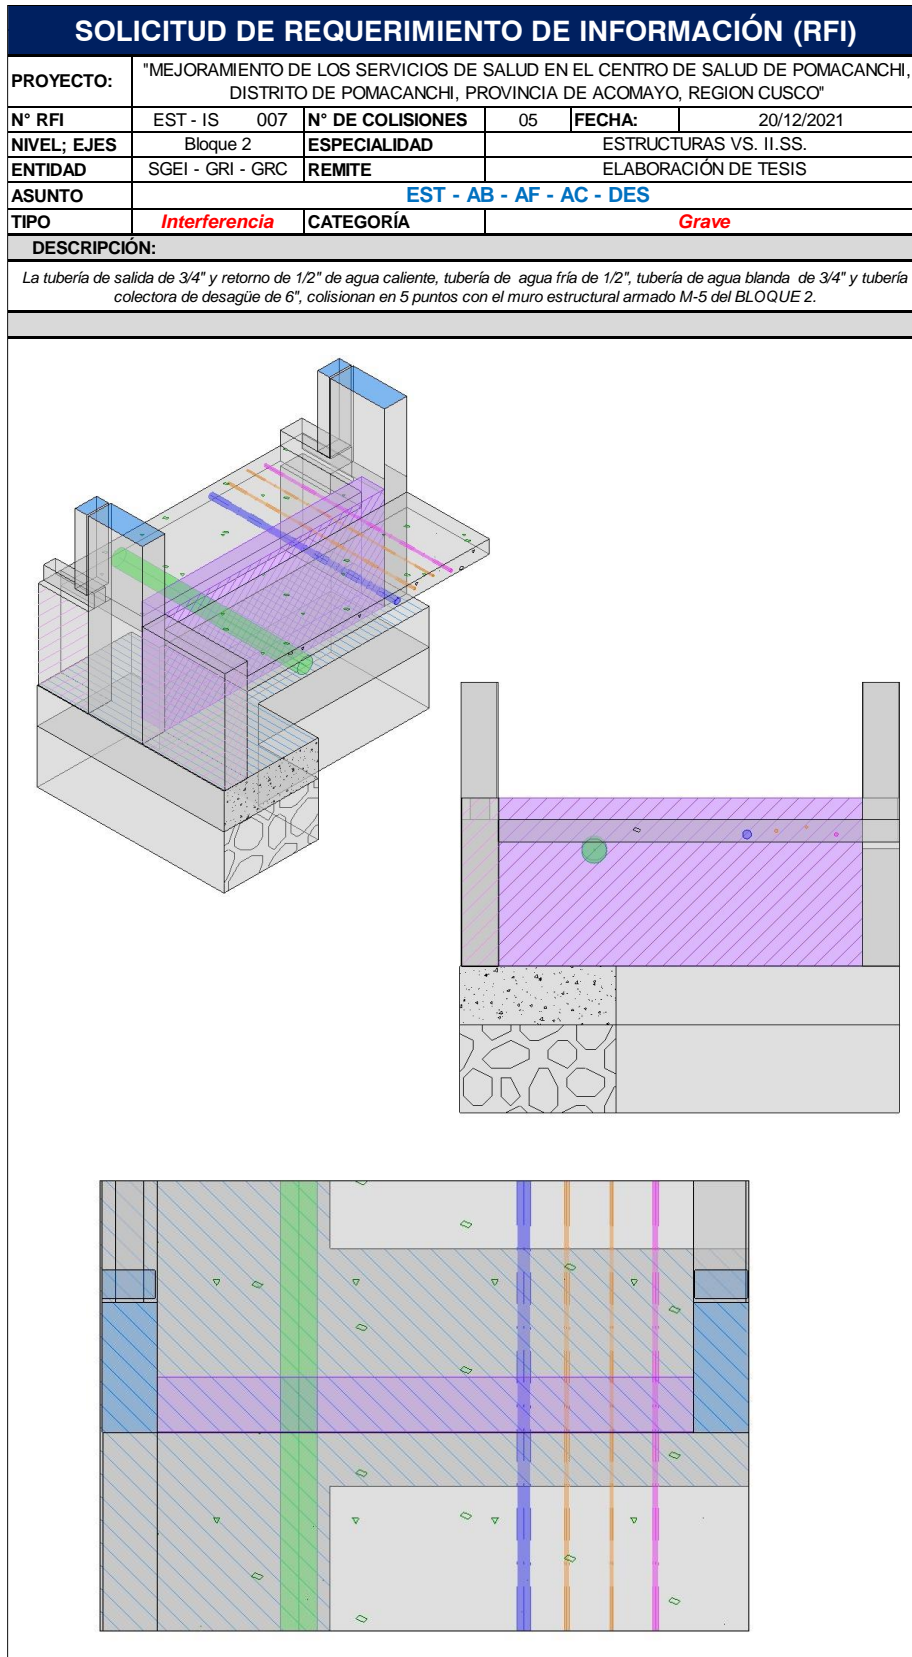 SOLICITUD DE REQUERIMIENTO DE INFORMACIÓN (RFI)
PROYECTO: "MEJORAMIENTO DE LOS SERVICIOS DE SALUD EN EL CENTRO DE SALUD DE POMACANCHI, DISTRITO DE POMACANCHI, PROVINCIA DE ACOMAYO, REGION CUSCO"
N° RFI EST - IS 007 N° DE COLISIONES 05 FECHA: 20/12/2021
NIVEL; EJES Bloque 2 ESPECIALIDAD ESTRUCTURAS VS. II.SS.
ENTIDAD SGEI - GRI - GRC REMITE ELABORACIÓN DE TESIS
ASUNTO EST - AB - AF - AC - DES
TIPO Interferencia CATEGORÍA Grave
DESCRIPCIÓN:
La tubería de salida de 3/4" y retorno de 1/2" de agua caliente, tubería de agua fría de 1/2", tubería de agua blanda de 3/4" y tubería
colectora de desagüe de 6", colisionan en 5 puntos con el muro estructural armado M-5 del BLOQUE 2.